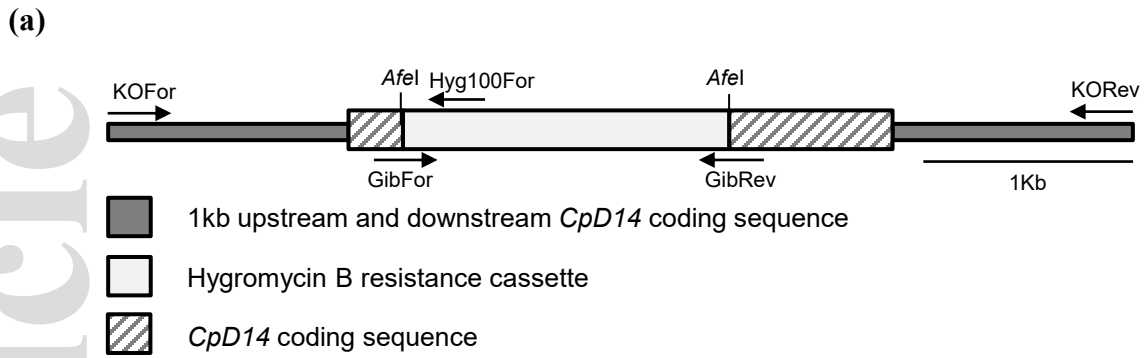 (a)
KOFor
AfeI
Hyg100For
AfeI
KORev
GibFor
GibRev
1Kb
1kb upstream and downstream CpD14 coding sequence
Hygromycin B resistance cassette
CpD14 coding sequence
icle